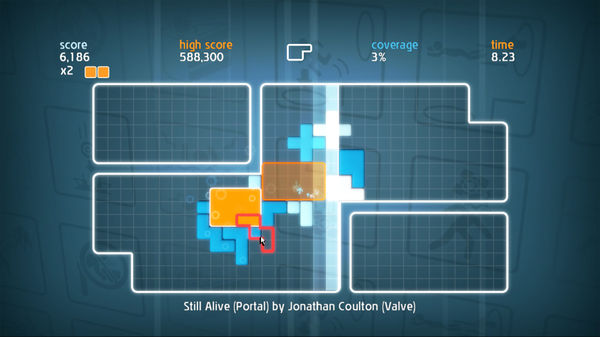 score
high score
coverage
time
6,186
588,300
3%
8.23
x2
Still Alive (Portal) by Jonathan Coulton (Valve)